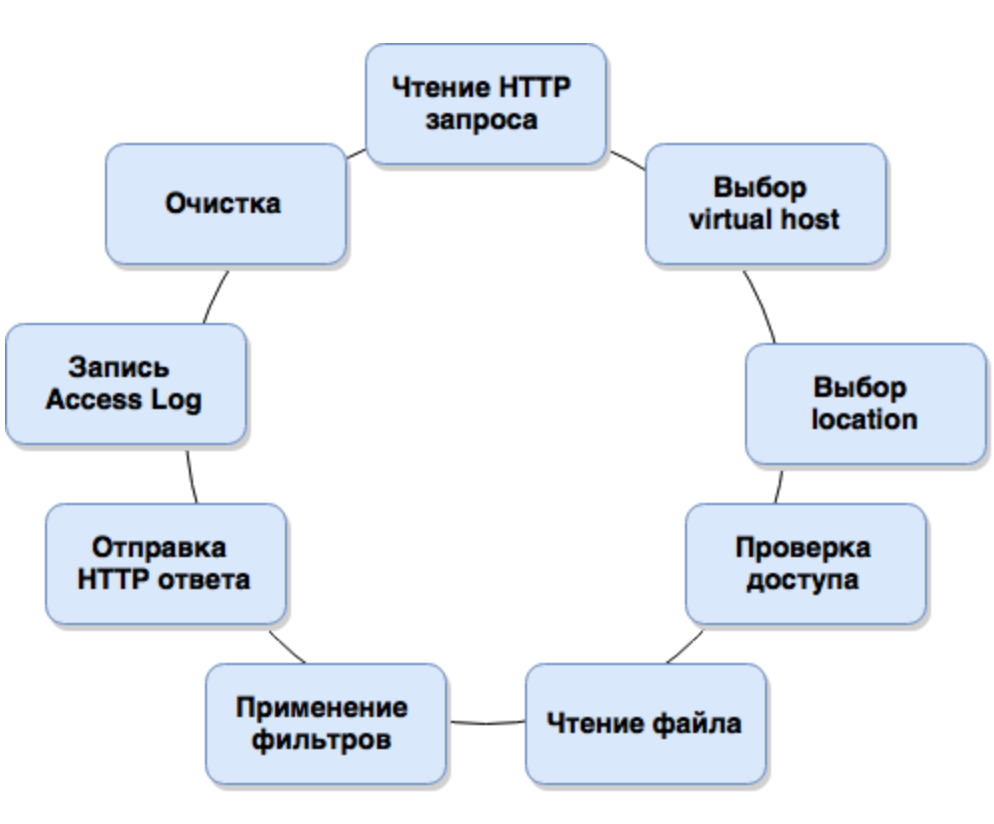 Чтение HTTP
запроса
Выбор
virtual host
Выбор
location
Проверка
доступа
Чтение файла
Применение
фильтров
Отправка
HTTP ответа
Запись
Access Log
Очистка